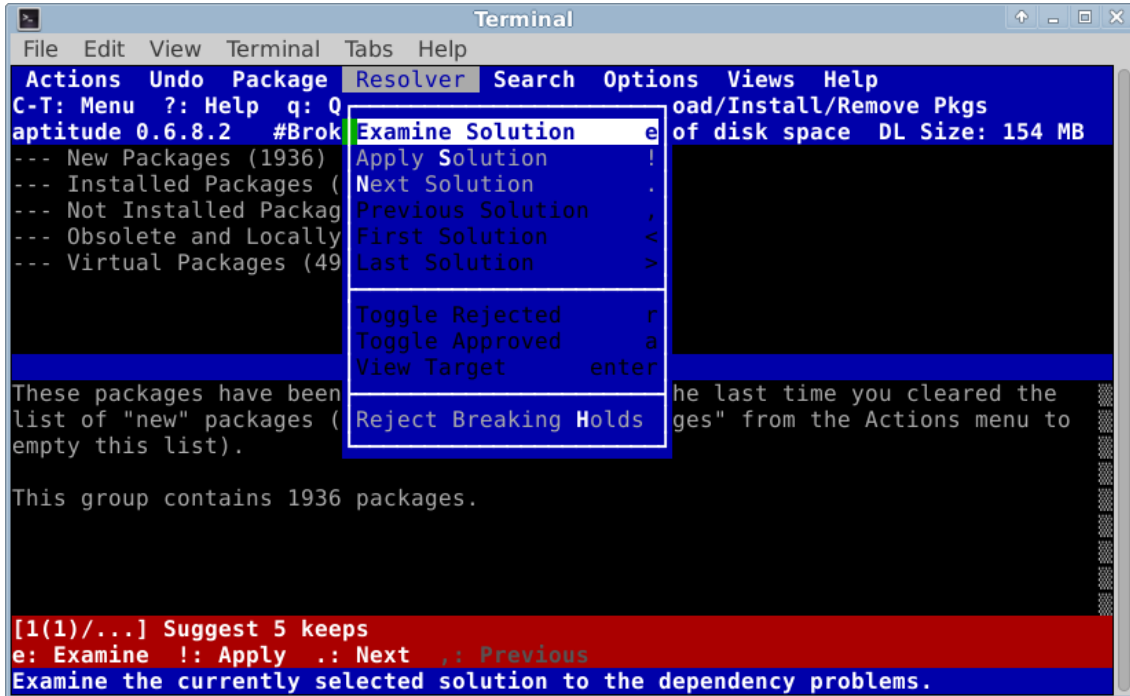 Terminal
File Edit View Terminal Tabs Help
Actions Undo Package Resolver Search Options Views Help
C-T: Menu ?: Help q: Q oad/Install/Remove Pkgs
aptitude 0.6.8.2 #Brok Examine Solution e of disk space DL Size: 154 MB
--- New Packages (1936) Apply Solution !
--- Installed Packages ( Next Solution .
--- Not Installed Packag Previous Solution ,
--- Obsolete and Locally First Solution <
--- Virtual Packages (49 Last Solution >
Toggle Rejected r
Toggle Approved a
View Target enter
These packages have been he last time you cleared the
list of "new" packages ( Reject Breaking Holds ges" from the Actions menu to
empty this list).
This group contains 1936 packages.
[1(1)/...] Suggest 5 keeps
e: Examine !: Apply .: Next ,: Previous
Examine the currently selected solution to the dependency problems.